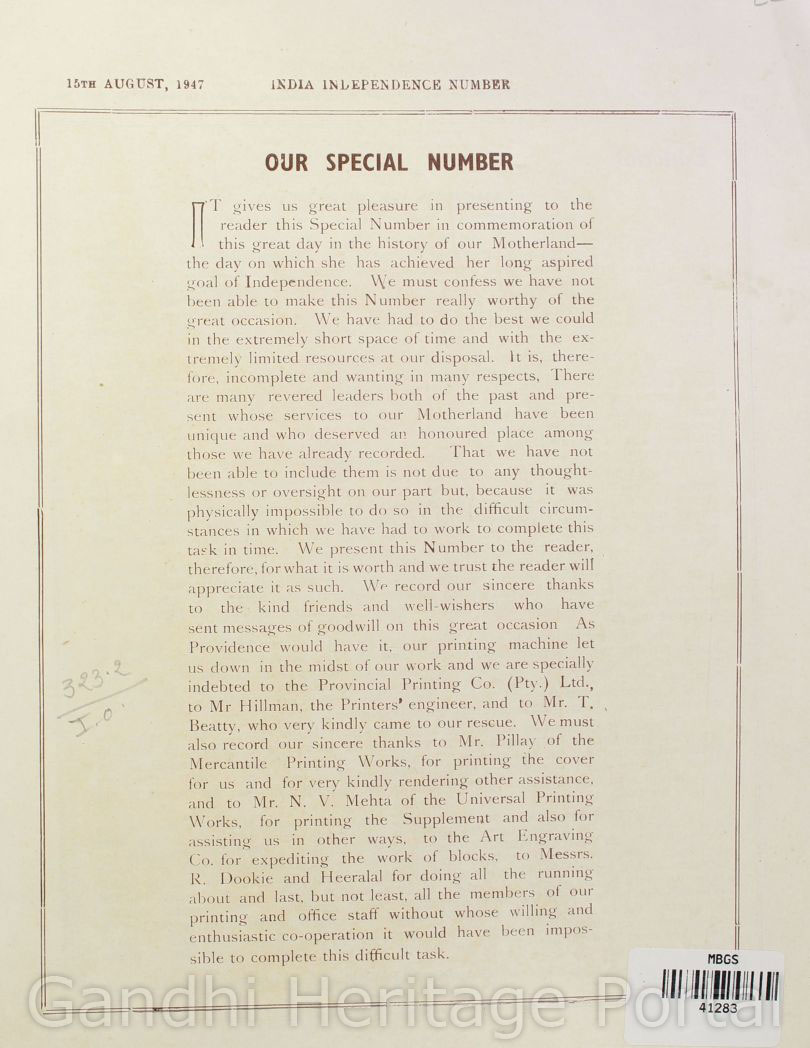 15TH AUGUST, 1947 INDIA INDEPENDENCE NUMBER
OUR SPECIAL NUMBER
IT gives us great pleasure in presenting to the
reader this Special Number in commemoration of
this great day in the history of our Motherland—
the day on which she has achieved her long aspired
goal of Independence. We must confess we have not
been able to make this Number really worthy of the
great occasion. We have had to do the best we could
in the extremely short space of time and with the ex-
tremely limited resources at our disposal. It is, there-
fore, incomplete and wanting in many respects, There
are many revered leaders both of the past and pre-
sent whose services to our Motherland have been
unique and who deserved an honoured place among
those we have already recorded. That we have not
been able to include them is not due to any thought-
lessness or oversight on our part but, because it was
physically impossible to do so in the difficult circum-
stances in which we have had to work to complete this
task in time. We present this Number to the reader,
therefore, for what it is worth and we trust the reader will
appreciate it as such. We record our sincere thanks
to the kind friends and well-wishers who have
sent messages of goodwill on this great occasion As
Providence would have it, our printing machine let
us down in the midst of our work and we are specially
indebted to the Provincial Printing Co. (Pty.) Ltd.,
to Mr Hillman, the Printers' engineer, and to Mr. T.
Beatty, who very kindly came to our rescue. We must
also record our sincere thanks to Mr. Pillay of the
Mercantile Printing Works, for printing the cover
for us and for very kindly rendering other assistance,
and to Mr. N. V. Mehta of the Universal Printing
Works, for printing the Supplement and also for
assisting us in other ways, to the Art Engraving
Co. for expediting the work of blocks, to Messrs.
R. Dookie and Heeralal for doing all the running
about and last, but not least, all the members of our
printing and office staff without whose willing and
enthusiastic co-operation it would have been impos-
sible to complete this difficult task.
323.2
I.O
MBGS
41283
Gandhi Heritage Portal